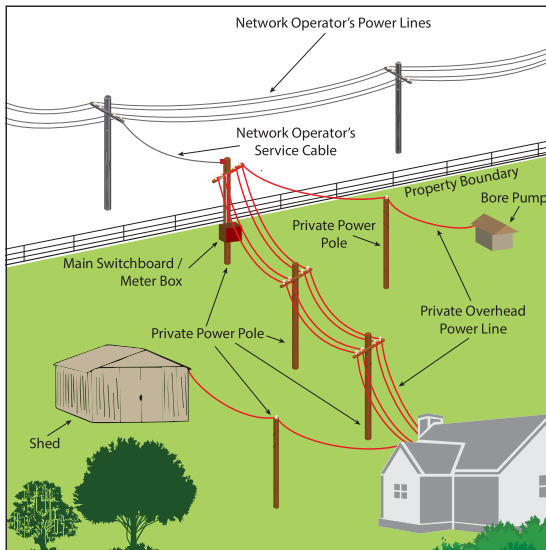 Network Operator's Power Lines
Network Operator's
Service Cable
Property Boundary
Bore Pump
Private Power
Pole
Main Switchboard /
Meter Box
Private Overhead
Power Line
Private Power Pole
Shed